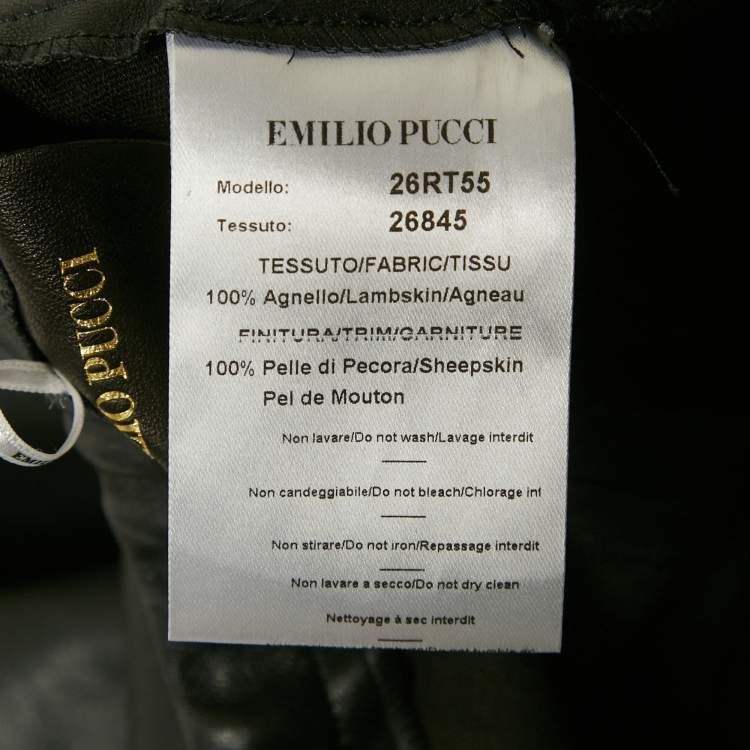 EMILIO PUCCI
Modello: 26RT55
Tessuto: 26845
TESSUTO/FABRIC/TISSU
100% Agnello/Lambskin/Agneau
FINITURA/TRIM/GARNITURE
100% Pelle di Pecora/Sheepskin
Pel de Mouton
Non lavare/Do not wash/Lavage interdit
Non candeggiabile/Do not bleach/Chlorage int
Non stirare/Do not iron/Repassage interdit
Non lavare a secco/Do not dry clean
Nettoyage à sec interdit
IO PUCCI
EMI